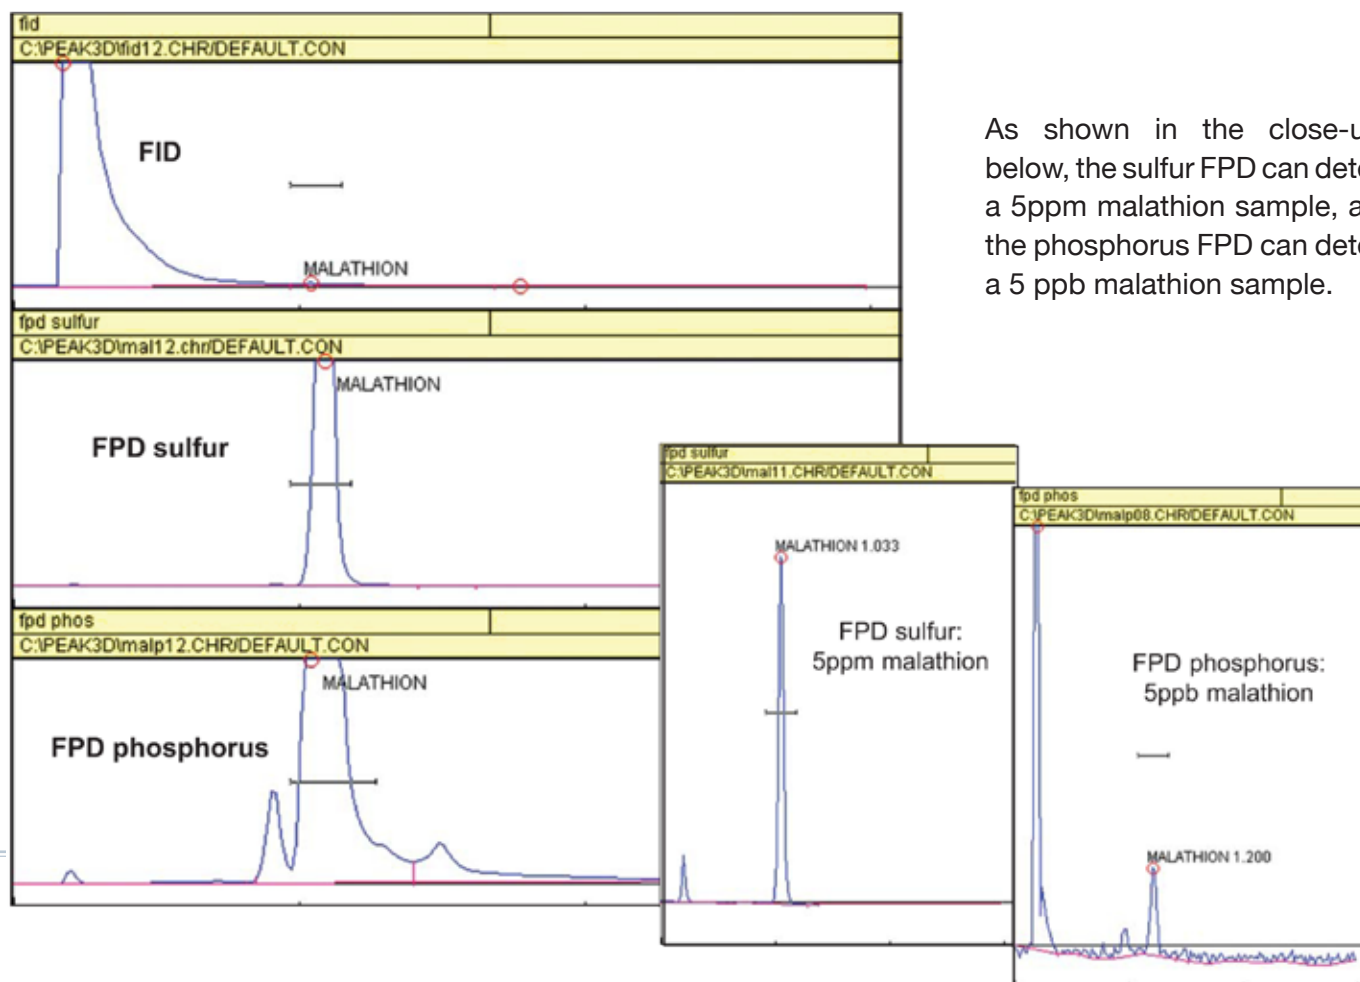 fid
C:\PEAK3D\fid12.CHR/DEFAULT.CON
FID
MALATHION
fpd sulfur
C:\PEAK3D\mal12.chr/DEFAULT.CON
MALATHION
FPD sulfur
fpd phos
C:\PEAK3D\malp12.CHR/DEFAULT.CON
MALATHION
FPD phosphorus
As shown in the
below, the sulfur FPD can
a 5ppm malathion sample,
the phosphorus FPD can
a 5 ppb malathion sample.
fpd sulfur
C:\PEAK3D\mal11.CHR/DEFAULT.CON
MALATHION 1.033
FPD sulfur:
5ppm malathion
fpd phos
C:\PEAK3D\malp08.CHR/DEFAULT.CON
FPD phosphorus:
5ppb malathion
MALATHION 1.200